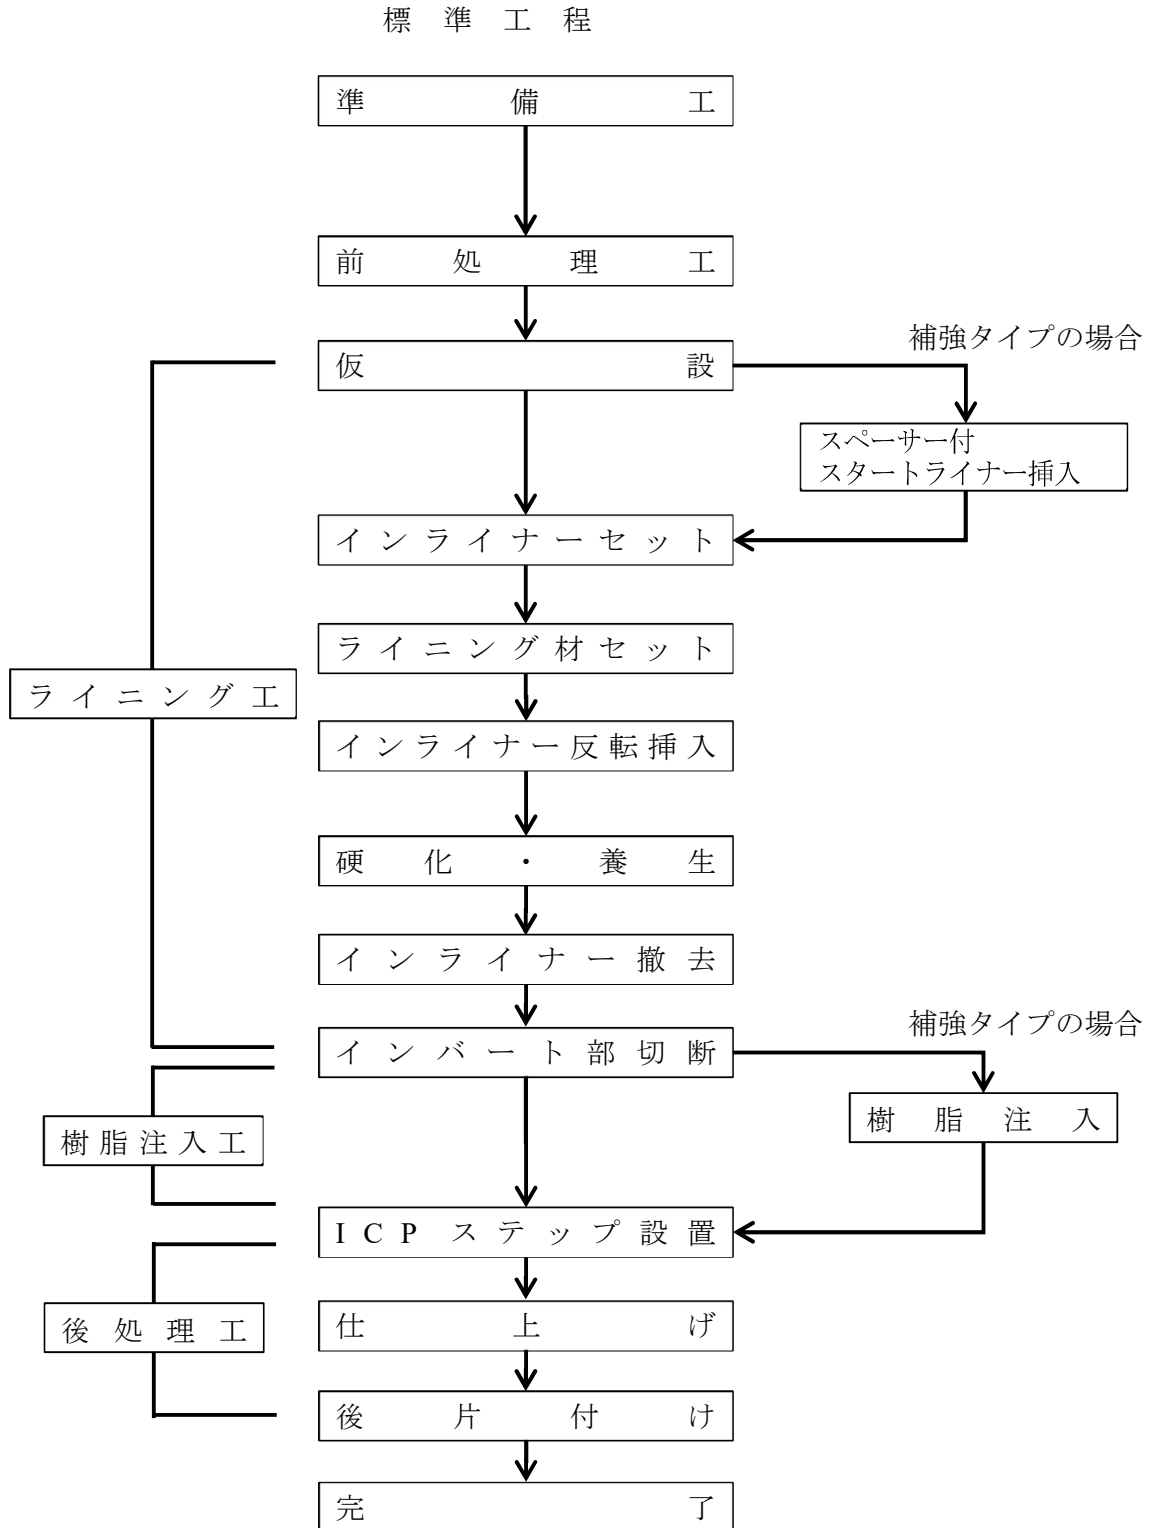 標準工程
準備工
前処理工
仮設
補強タイプの場合
スペーサー付
スタートライナー挿入
インライナーセット
ライニング材セット
ライニング工
インライナー反転挿入
硬化・養生
インライナー撤去
インバート部切断
補強タイプの場合
樹脂注入
樹脂注入工
ICPステップ設置
仕上げ
後処理工
後片付け
完了